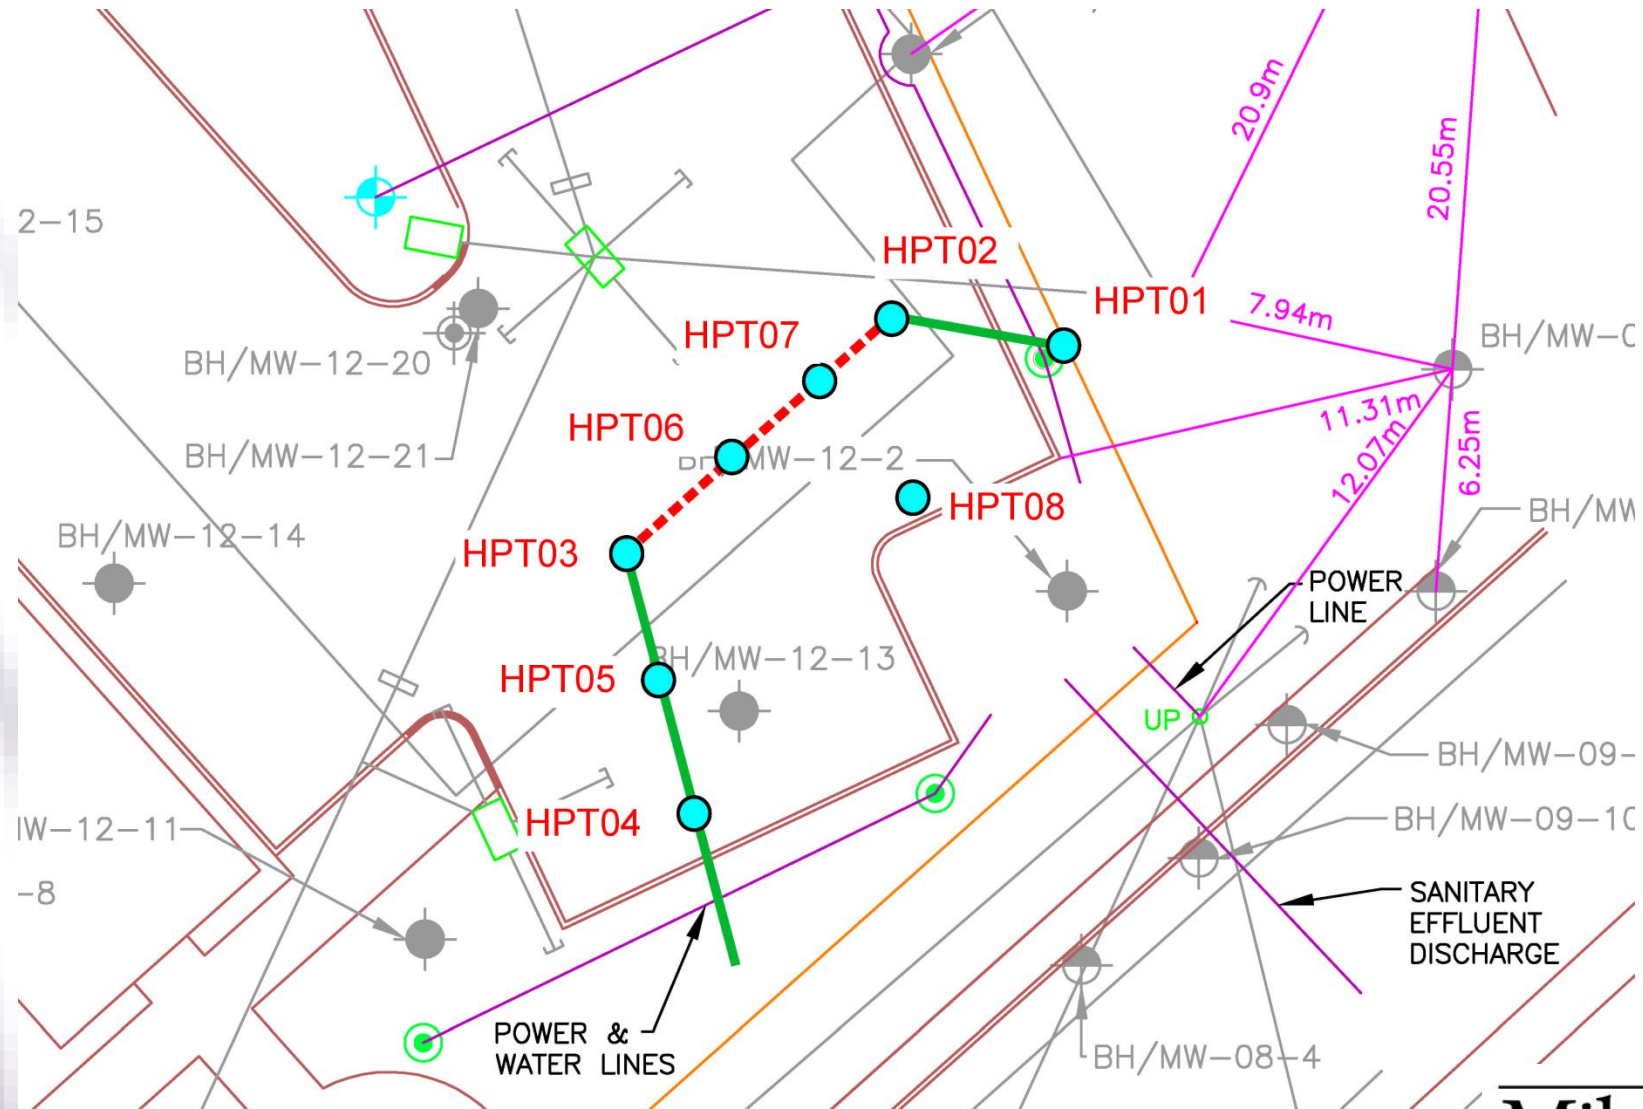 20.9m
20.55m
2-15
HPT02
HPT01
7.94m
HPT07
BH/MW-12-20
11.31m
HPT06
12.07m
6.25m
BH/MW-12-21
MW-12-2
HPT08
BH/MW
BH/MW-12-14
HPT03
POWER
LINE
BH/MW-12-13
HPT05
UP
BH/MW-09-
HPT04
BH/MW-09-10
MW-12-11
-8
SANITARY
EFFLUENT
DISCHARGE
POWER &
WATER LINES
BH/MW-08-4